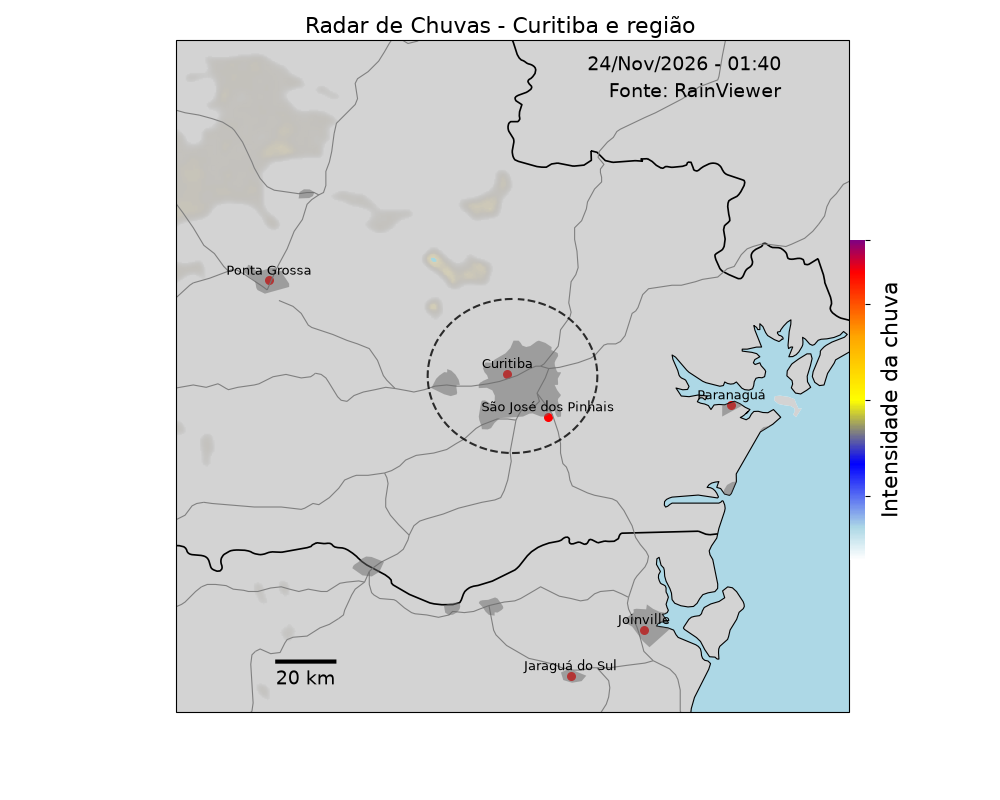 Radar de Chuvas - Curitiba e região
24/Nov/2026 - 01:40
Fonte: RainViewer
Ponta Grossa
Curitiba
São José dos Pinhais
Paranaguá
Intensidade da chuva
Joinville
Jaraguá do Sul
20 km